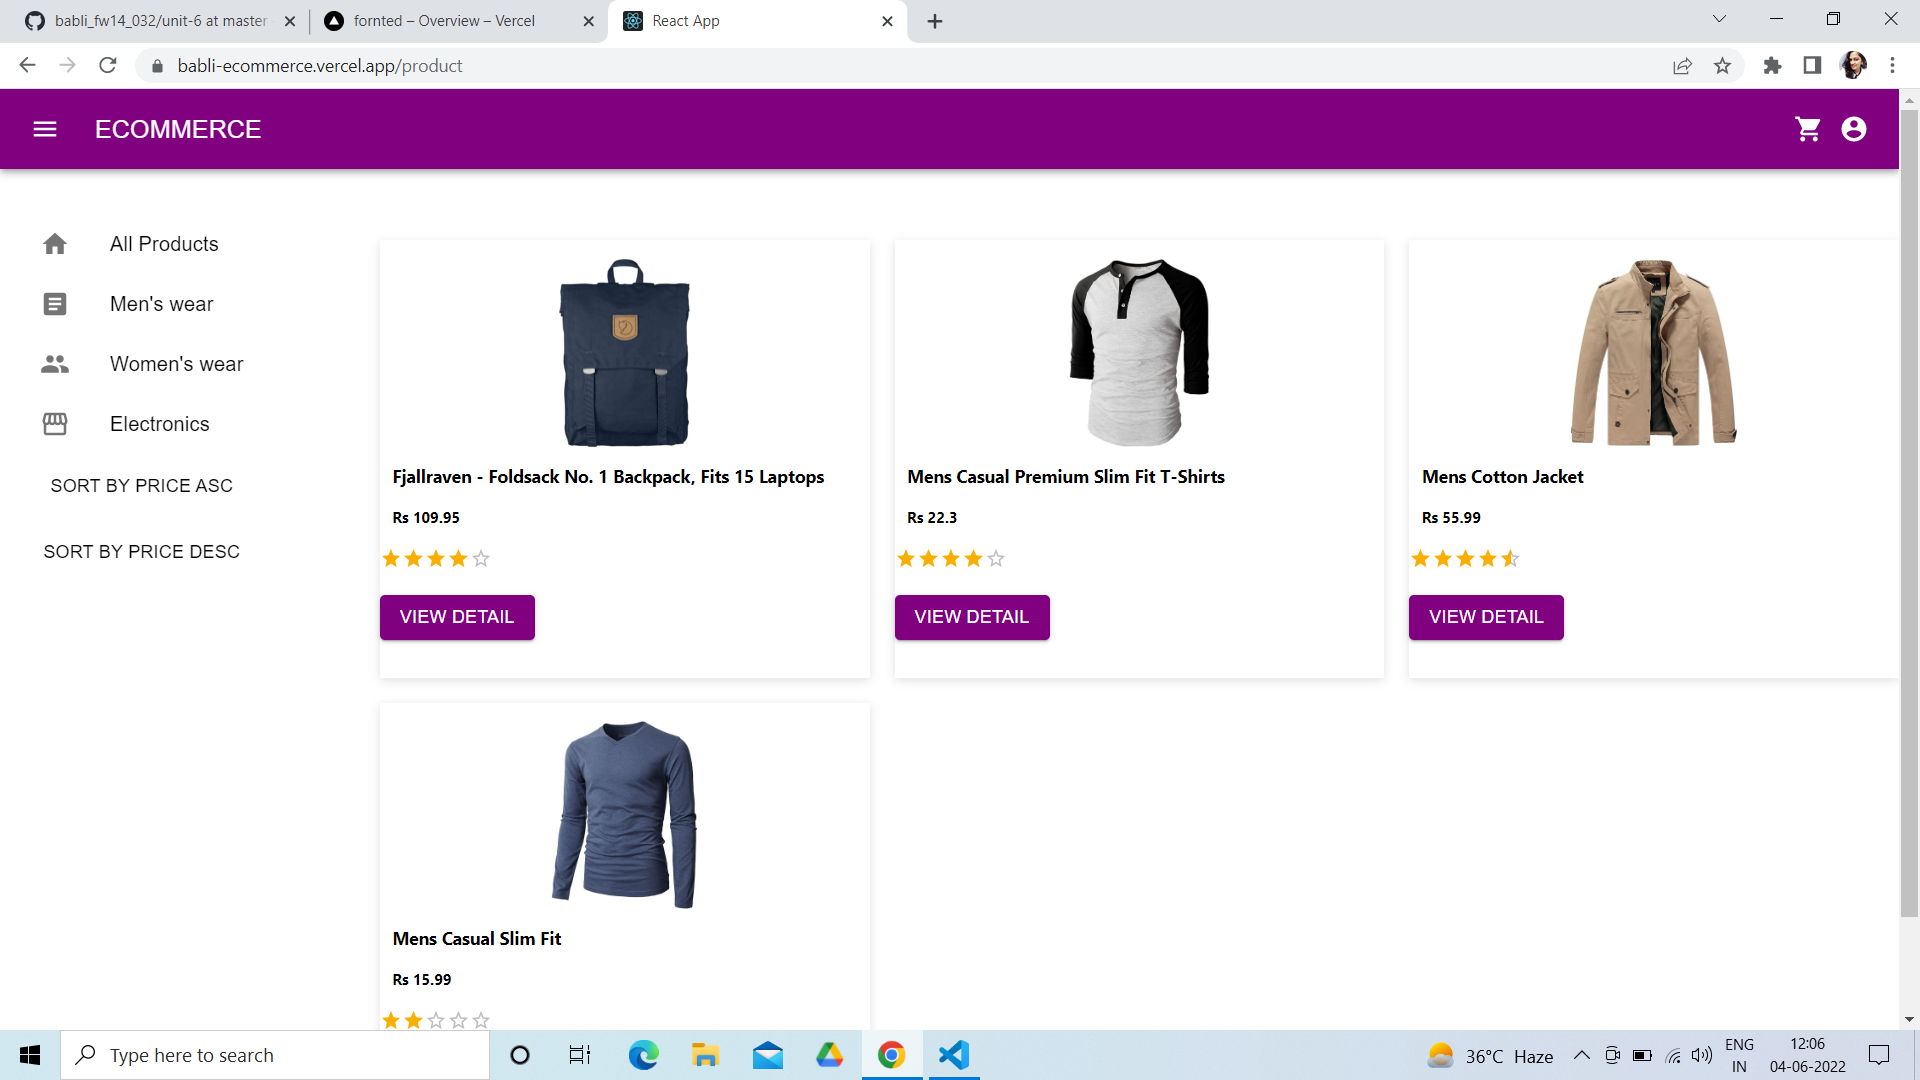 babli_fw14_032/unit-6 at master
fornted – Overview – Vercel
React App
babli-ecommerce.vercel.app/product
ECOMMERCE
All Products
Men's wear
Women's wear
Electronics
SORT BY PRICE ASC
SORT BY PRICE DESC
Fjallraven - Foldsack No. 1 Backpack, Fits 15 Laptops
Rs 109.95
VIEW DETAIL
Mens Casual Premium Slim Fit T-Shirts
Rs 22.3
VIEW DETAIL
Mens Cotton Jacket
Rs 55.99
VIEW DETAIL
Mens Casual Slim Fit
Rs 15.99
Type here to search
36°C Haze
ENG
IN
12:06
04-06-2022